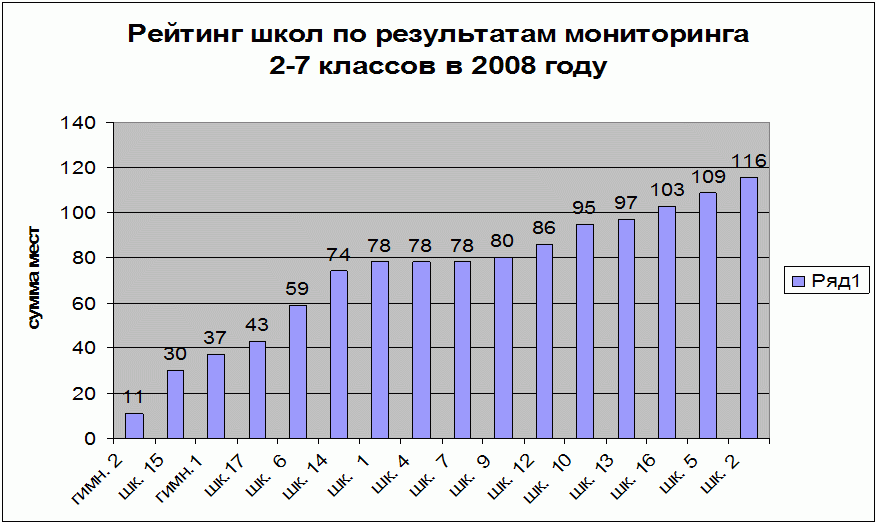 Рейтинг школ по результатам мониторинга
2-7 классов в 2008 году
сумма мест
140
120
100
80
60
40
20
0
11
30
37
43
59
74
78
78
78
80
86
95
97
103
109
116
гимн. 2
шк. 15
гимн. 1
шк.17
шк. 6
шк. 14
шк. 1
шк. 4
шк. 7
шк. 9
шк. 12
шк. 10
шк. 13
шк. 16
шк. 5
шк. 2
Ряд1